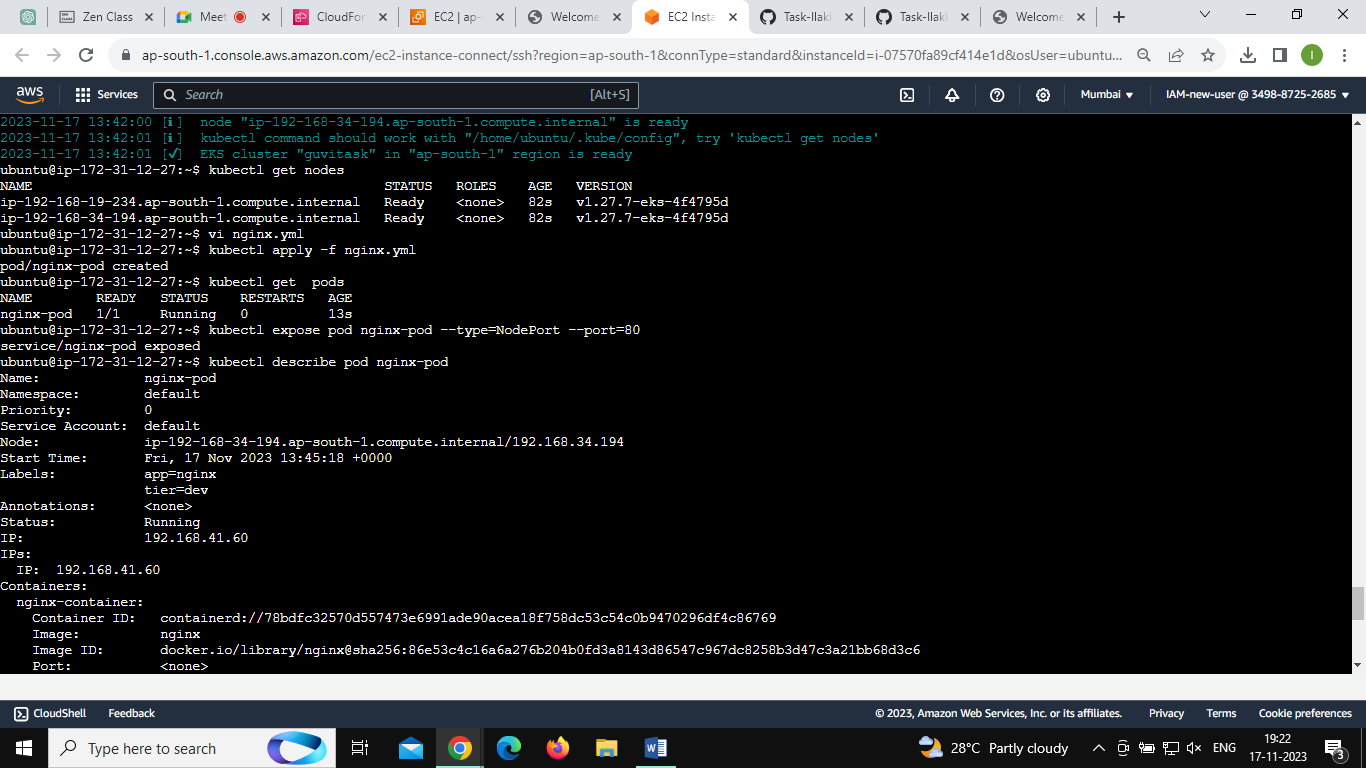 Zen Class
Meet
CloudFor
EC2 | ap-
Welcome
EC2 Insta
Task-Ilakl
Task-Ilakl
Welcome
ap-south-1.console.aws.amazon.com/ec2-instance-connect/ssh?region=ap-south-1&connType=standard&instanceId=i-07570fa89cf414e1d&osUser=ubuntu...
I
aws
Services
Search
[Alt+S]
Mumbai
IAM-new-user @ 3498-8725-2685
2023-11-17 13:42:00 [ℹ]  node "ip-192-168-34-194.ap-south-1.compute.internal" is ready
2023-11-17 13:42:01 [ℹ]  kubectl command should work with "/home/ubuntu/.kube/config", try 'kubectl get nodes'
2023-11-17 13:42:01 [✔]  EKS cluster "guvitask" in "ap-south-1" region is ready
ubuntu@ip-172-31-12-27:~$ kubectl get nodes
NAME STATUS ROLES AGE VERSION
ip-192-168-19-234.ap-south-1.compute.internal Ready <none> 82s v1.27.7-eks-4f4795d
ip-192-168-34-194.ap-south-1.compute.internal Ready <none> 82s v1.27.7-eks-4f4795d
ubuntu@ip-172-31-12-27:~$ vi nginx.yml
ubuntu@ip-172-31-12-27:~$ kubectl apply -f nginx.yml
pod/nginx-pod created
ubuntu@ip-172-31-12-27:~$ kubectl get  pods
NAME READY STATUS RESTARTS AGE
nginx-pod 1/1 Running 0 13s
ubuntu@ip-172-31-12-27:~$ kubectl expose pod nginx-pod --type=NodePort --port=80
service/nginx-pod exposed
ubuntu@ip-172-31-12-27:~$ kubectl describe pod nginx-pod
Name: nginx-pod
Namespace: default
Priority: 0
Service Account: default
Node: ip-192-168-34-194.ap-south-1.compute.internal/192.168.34.194
Start Time: Fri, 17 Nov 2023 13:45:18 +0000
Labels: app=nginx
tier=dev
Annotations: <none>
Status: Running
IP: 192.168.41.60
IPs:
IP: 192.168.41.60
Containers:
nginx-container:
Container ID: containerd://78bdfc32570d557473e6991ade90acea18f758dc53c54c0b9470296df4c86769
Image: nginx
Image ID: docker.io/library/nginx@sha256:86e53c4c16a6a276b204b0fd3a8143d86547c967dc8258b3d47c3a21bb68d3c6
Port: <none>
CloudShell
Feedback
© 2023, Amazon Web Services, Inc. or its affiliates.
Privacy
Terms
Cookie preferences
Type here to search
28°C Partly cloudy
ENG
19:22
17-11-2023
3